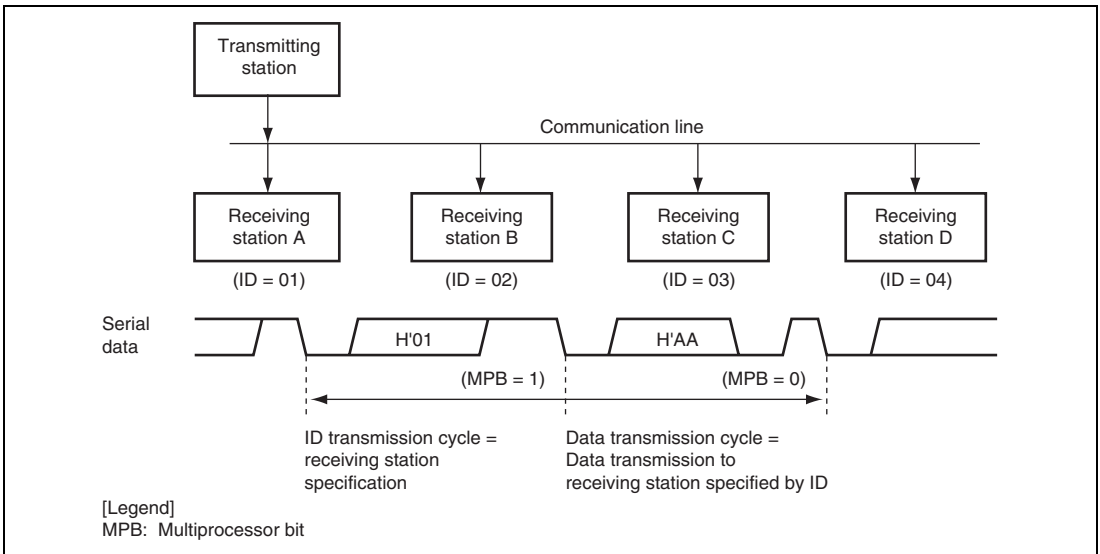 Transmitting
station
Communication line
Receiving
station A
Receiving
station B
Receiving
station C
Receiving
station D
(ID = 01)
(ID = 02)
(ID = 03)
(ID = 04)
Serial
data
H'01
H'AA
(MPB = 1)
(MPB = 0)
ID transmission cycle =
receiving station
specification
Data transmission cycle =
Data transmission to
receiving station specified by ID
[Legend]
MPB: Multiprocessor bit